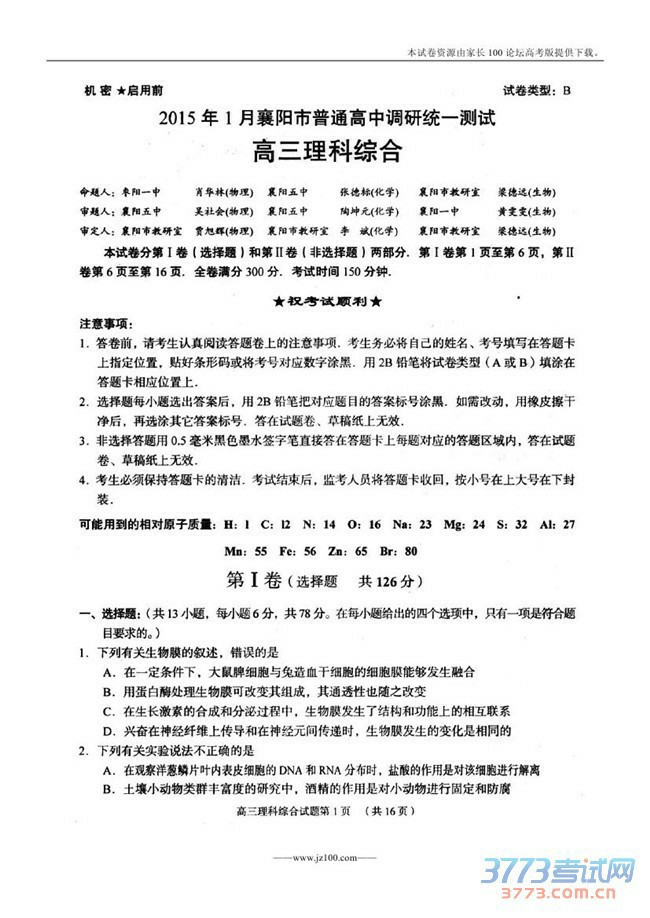 本试卷资源由家长 100 论坛高考版提供下载。
机 密 ★启用前 试卷类型：B
2015 年 1 月襄阳市普通高中调研统一测试
高三理科综合
命题人：枣阳一中 肖华林(物理) 襄阳五中 张德标(化学) 襄阳市教研室 梁德远(生物)
审题人：襄阳五中 吴社会(物理) 襄阳五中 陶坤元(化学) 襄阳一中 黄雯雯(生物)
审定人：襄阳市教研室 贾旭辉(物理) 襄阳市教研室 李 斌(化学) 襄阳市教研室 梁德远(生物)
本试卷分第Ⅰ卷（选择题）和第Ⅱ卷（非选择题）两部分．第Ⅰ卷第 1 页至第 6 页，第Ⅱ
卷第 6 页至第 16 页．全卷满分 300 分．考试时间 150 分钟．
★祝考试顺利★
注意事项：
1．答卷前，请考生认真阅读答题卷上的注意事项．考生务必将自己的姓名、考号填写在答题卡
上指定位置，贴好条形码或将考号对应数字涂黑．用 2B 铅笔将试卷类型（A 或 B）填涂在
答题卡相应位置上．
2．选择题每小题选出答案后，用 2B 铅笔把对应题目的答案标号涂黑．如需改动，用橡皮擦干
净后，再选涂其它答案标号．答在试题卷、草稿纸上无效．
3．非选择题用 0.5 毫米黑色墨水签字笔直接答在答题卡上每题对应的答题区域内，答在试题
卷、草稿纸上无效．
4．考生必须保持答题卡的清洁．考试结束后，监考人员将答题卡收回，按小号在上大号在下封
装．
可能用到的相对原子质量：H：1 C：12 N：14 O：16 Na：23 Mg：24 S：32 Al：27
Mn：55 Fe：56 Zn：65 Br：80
第Ⅰ卷（选择题 共 126 分）
一、选择题：（共 13 小题，每小题 6 分，共 78 分。在每小题给出的四个选项中，只有一项是符合题
目要求的。）
1．下列有关生物膜的叙述，错误的是
A．在一定条件下，大鼠脾细胞与兔造血干细胞的细胞膜能够发生融合
B．用蛋白酶处理生物膜可改变其组成，其通透性也随之改变
C．在生长激素的合成和分泌过程中，生物膜发生了结构和功能上的相互联系
D．兴奋在神经纤维上传导和在神经元间传递时，生物膜发生的变化是相同的
2．下列有关实验说法不正确的是
A．在观察洋葱鳞片叶内表皮细胞的 DNA 和 RNA 分布时，盐酸的作用是对该细胞进行解离
B．土壤小动物类群丰富度的研究中，酒精的作用是对小动物进行固定和防腐
高三理科综合试题第 1 页 （共 16 页）
——www.jz100.com——
3773考试网
3773.com.cn